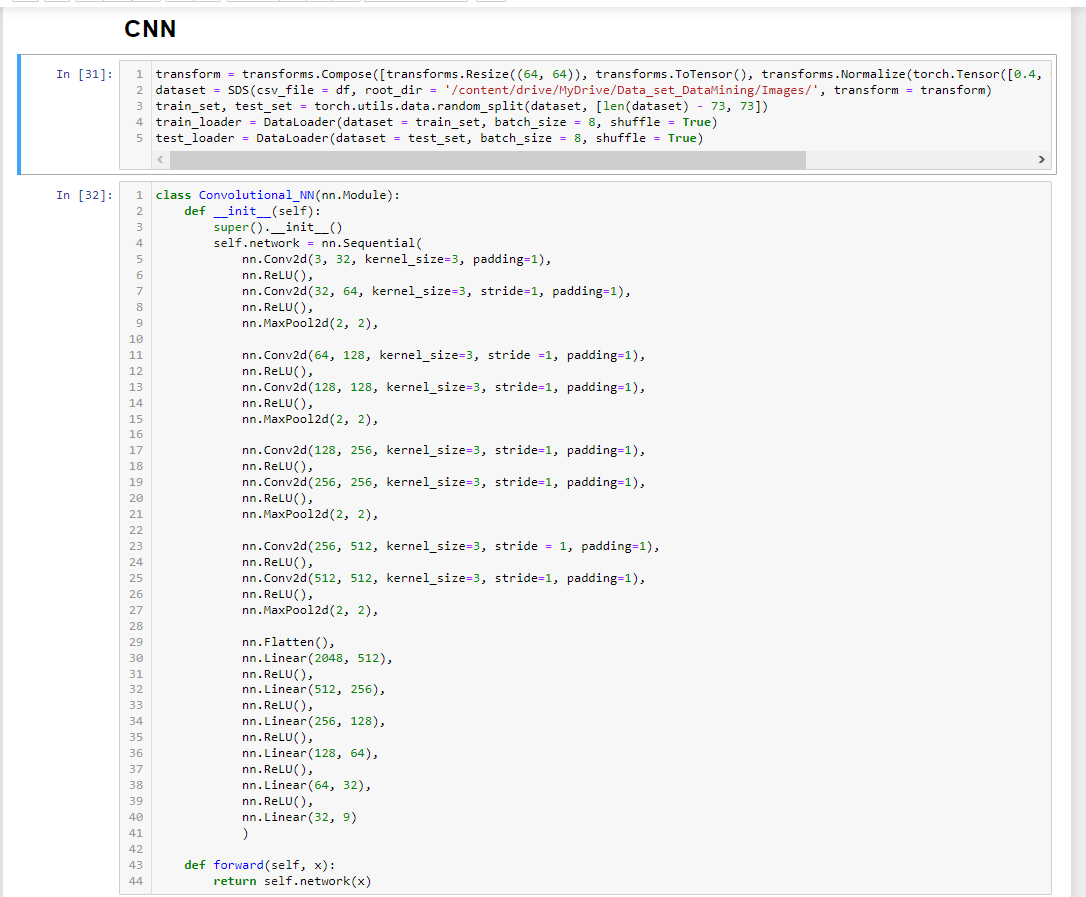 CNN
In [31]:
1 transform = transforms.Compose([transforms.Resize((64, 64)), transforms.ToTensor(), transforms.Normalize(torch.Tensor([0.4,
2 dataset = SDS(csv_file = df, root_dir = '/content/drive/MyDrive/Data_set_DataMining/Images/', transform = transform)
3 train_set, test_set = torch.utils.data.random_split(dataset, [len(dataset) - 73, 73])
4 train_loader = DataLoader(dataset = train_set, batch_size = 8, shuffle = True)
5 test_loader = DataLoader(dataset = test_set, batch_size = 8, shuffle = True)
In [32]:
1 class Convolutional_NN(nn.Module):
2     def __init__(self):
3         super().__init__()
4         self.network = nn.Sequential(
5             nn.Conv2d(3, 32, kernel_size=3, padding=1),
6             nn.ReLU(),
7             nn.Conv2d(32, 64, kernel_size=3, stride=1, padding=1),
8             nn.ReLU(),
9             nn.MaxPool2d(2, 2),
10
11             nn.Conv2d(64, 128, kernel_size=3, stride =1, padding=1),
12             nn.ReLU(),
13             nn.Conv2d(128, 128, kernel_size=3, stride=1, padding=1),
14             nn.ReLU(),
15             nn.MaxPool2d(2, 2),
16
17             nn.Conv2d(128, 256, kernel_size=3, stride=1, padding=1),
18             nn.ReLU(),
19             nn.Conv2d(256, 256, kernel_size=3, stride=1, padding=1),
20             nn.ReLU(),
21             nn.MaxPool2d(2, 2),
22
23             nn.Conv2d(256, 512, kernel_size=3, stride = 1, padding=1),
24             nn.ReLU(),
25             nn.Conv2d(512, 512, kernel_size=3, stride=1, padding=1),
26             nn.ReLU(),
27             nn.MaxPool2d(2, 2),
28
29             nn.Flatten(),
30             nn.Linear(2048, 512),
31             nn.ReLU(),
32             nn.Linear(512, 256),
33             nn.ReLU(),
34             nn.Linear(256, 128),
35             nn.ReLU(),
36             nn.Linear(128, 64),
37             nn.ReLU(),
38             nn.Linear(64, 32),
39             nn.ReLU(),
40             nn.Linear(32, 9)
41             )
42
43     def forward(self, x):
44         return self.network(x)